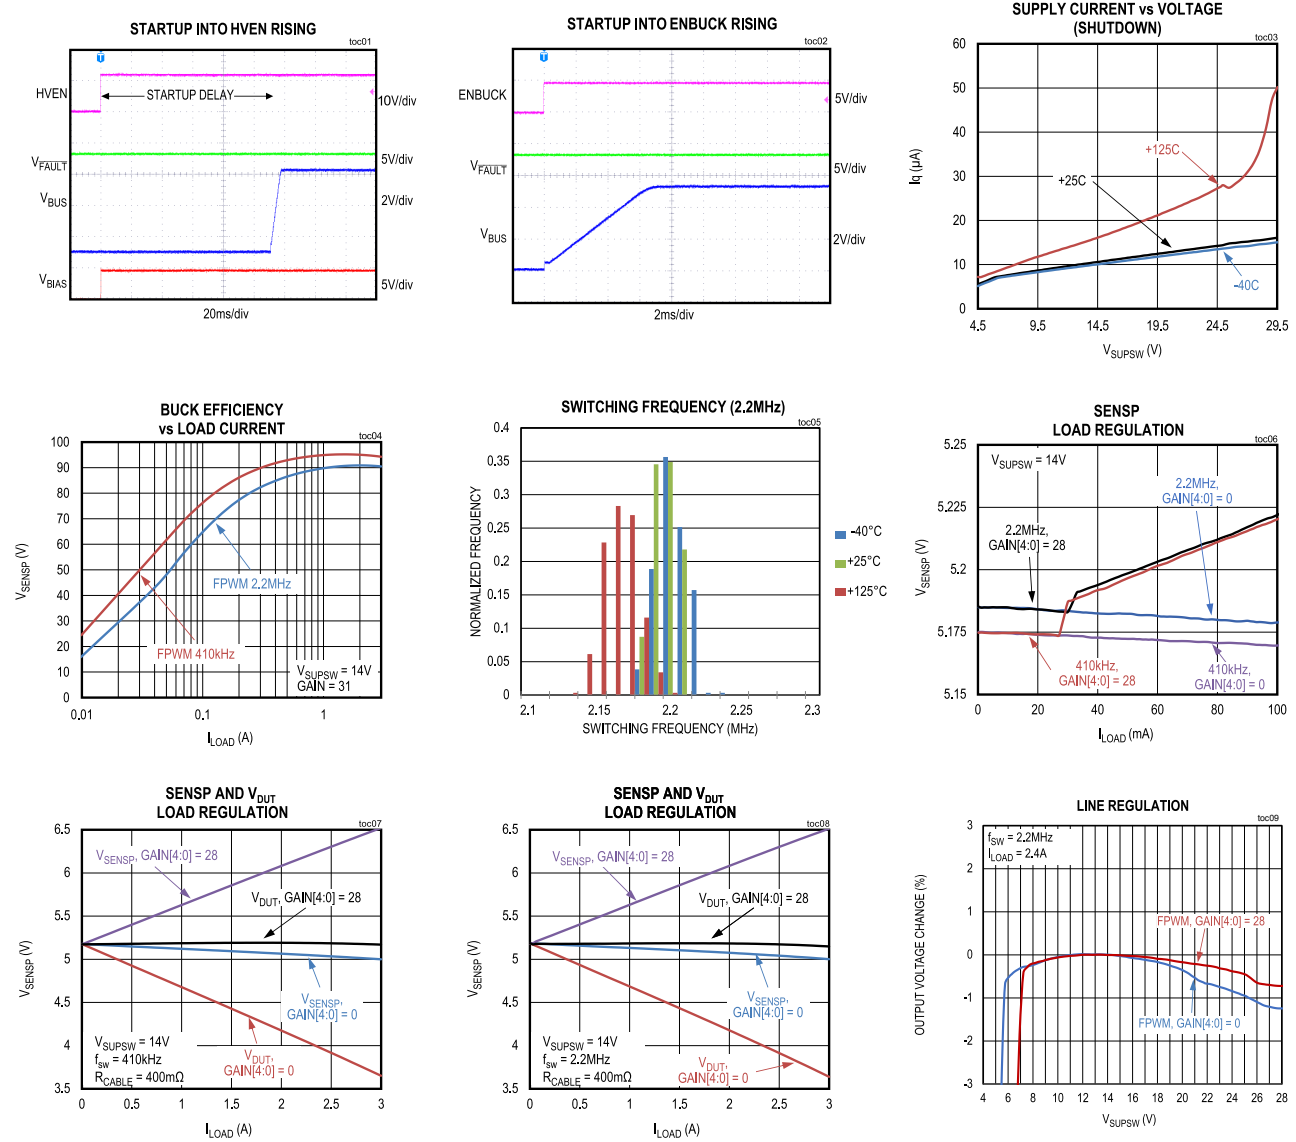 STARTUP INTO HVEN RISING
toc01
T
HVEN
STARTUP DELAY
10V/div
VFAULT
5V/div
VBUS
2V/div
VBIAS
5V/div
20ms/div
STARTUP INTO ENBUCK RISING
toc02
T
ENBUCK
5V/div
VFAULT
5V/div
VBUS
2V/div
2ms/div
SUPPLY CURRENT vs VOLTAGE
(SHUTDOWN)
toc03
60
50
40
30
20
10
0
Iq (µA)
+125C
+25C
-40C
4.5 9.5 14.5 19.5 24.5 29.5
VSUPSW (V)
BUCK EFFICIENCY
vs LOAD CURRENT
toc04
100
90
80
70
60
50
40
30
20
10
0
VSENSP (V)
FPWM 2.2MHz
FPWM 410kHz
VSUPSW = 14V
GAIN = 31
0.01 0.1 1
ILOAD (A)
SWITCHING FREQUENCY (2.2MHz)
toc05
0.4
0.35
0.3
0.25
0.2
0.15
0.1
0.05
0
NORMALIZED FREQUENCY
-40°C
+25°C
+125°C
2.1 2.15 2.2 2.25 2.3
SWITCHING FREQUENCY (MHz)
SENSP
LOAD REGULATION
toc06
5.25
5.225
5.2
5.175
5.15
VSENSP (V)
VSUPSW = 14V
2.2MHz,
GAIN[4:0] = 0
2.2MHz,
GAIN[4:0] = 28
410kHz,
GAIN[4:0] = 28
410kHz,
GAIN[4:0] = 0
0 20 40 60 80 100
ILOAD (mA)
SENSP AND VDUT
LOAD REGULATION
toc07
6.5
6
5.5
5
4.5
4
3.5
VSENSP (V)
VSENSP, GAIN[4:0] = 28
VDUT, GAIN[4:0] = 28
VSENSP,
GAIN[4:0] = 0
VDUT,
GAIN[4:0] = 0
VSUPSW = 14V
fSW = 410kHz
RCABLE = 400mΩ
0 0.5 1 1.5 2 2.5 3
ILOAD (A)
SENSP AND VDUT
LOAD REGULATION
toc08
6.5
6
5.5
5
4.5
4
3.5
VSENSP (V)
VSENSP, GAIN[4:0] = 28
VDUT, GAIN[4:0] = 28
VSENSP,
GAIN[4:0] = 0
VDUT,
GAIN[4:0] = 0
VSUPSW = 14V
fSW = 2.2MHz
RCABLE = 400mΩ
0 0.5 1 1.5 2 2.5 3
ILOAD (A)
LINE REGULATION
toc09
3
2
1
0
-1
-2
-3
OUTPUT VOLTAGE CHANGE (%)
fSW = 2.2MHz
ILOAD = 2.4A
FPWM, GAIN[4:0] = 28
FPWM, GAIN[4:0] = 0
4 6 8 10 12 14 16 18 20 22 24 26 28
VSUPSW (V)